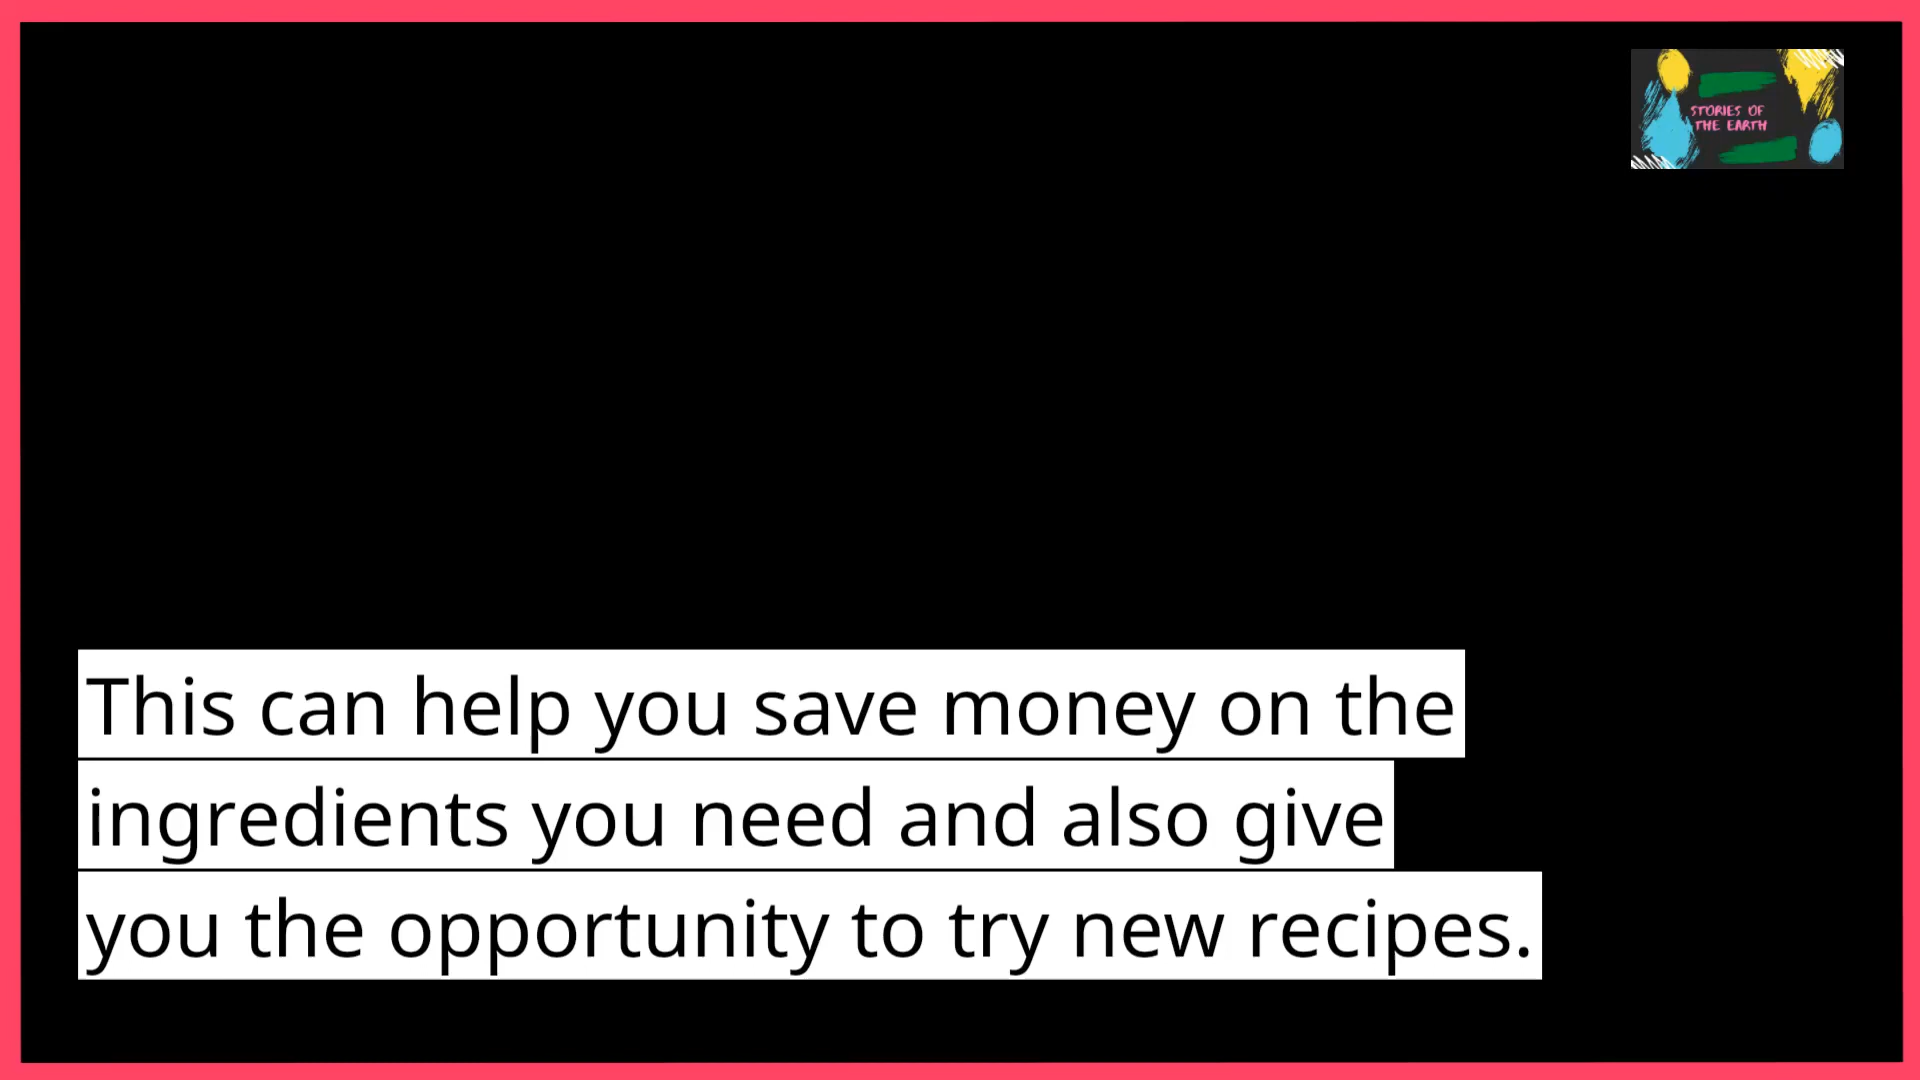 STORIES OF
THE EARTH
This can help you save money on the
ingredients you need and also give
you the opportunity to try new recipes.